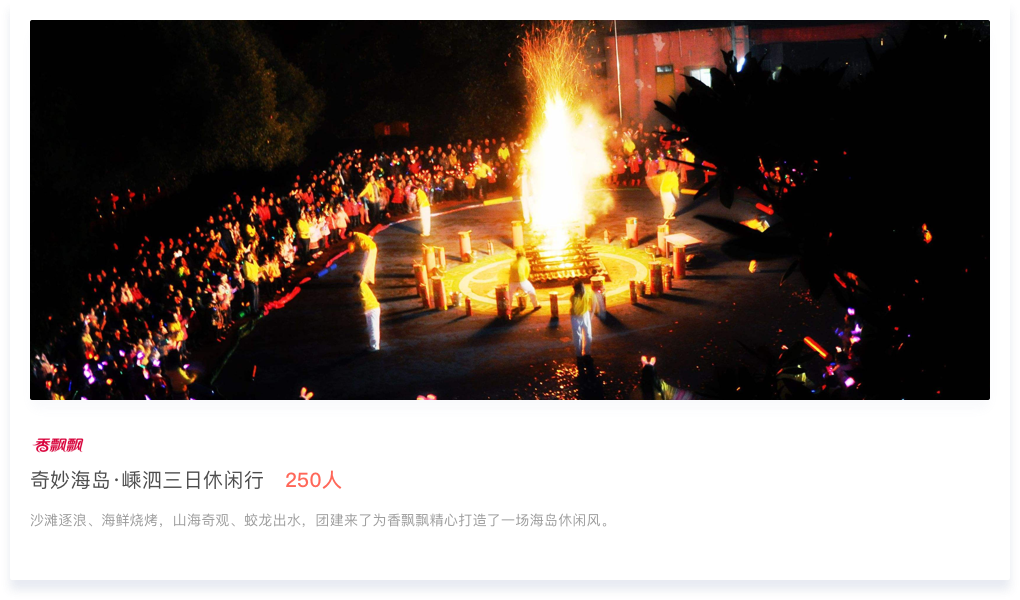 香飘飘
奇妙海岛·嵊泗三日休闲行 250人
沙滩逐浪、海鲜烧烤，山海奇观、蛟龙出水，团建来了为香飘飘精心打造了一场海岛休闲风。